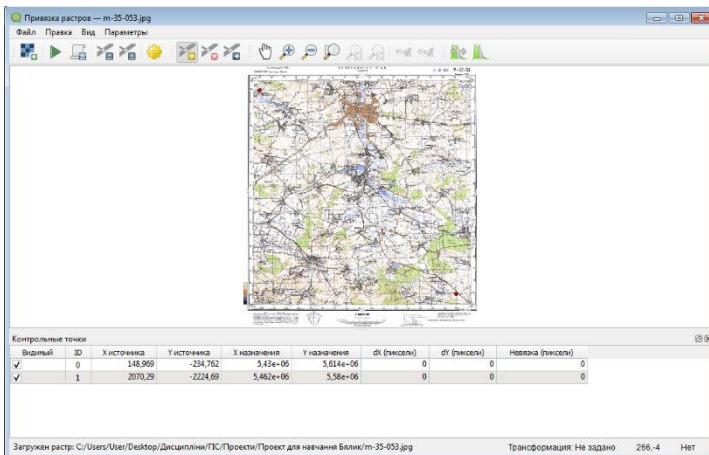 Привязка растров — m-35-053.jpg
Файл Правка Вид Параметры
Контрольные точки
Видимый ID X источника Y источника X назначения Y назначения dX (пиксели) dY (пиксели) Невязка (пиксели)
0 148,969 -234,762 5,43e+06 5,614e+06 0 0 0
1 2070,29 -2224,69 5,462e+06 5,58e+06 0 0 0
Загружен растр: C:/Users/User/Desktop/Дисципліни/ГІС/Проекти/Проект для навчання Бялик/m-35-053.jpg Трансформация: Не задано 266,-4 Нет